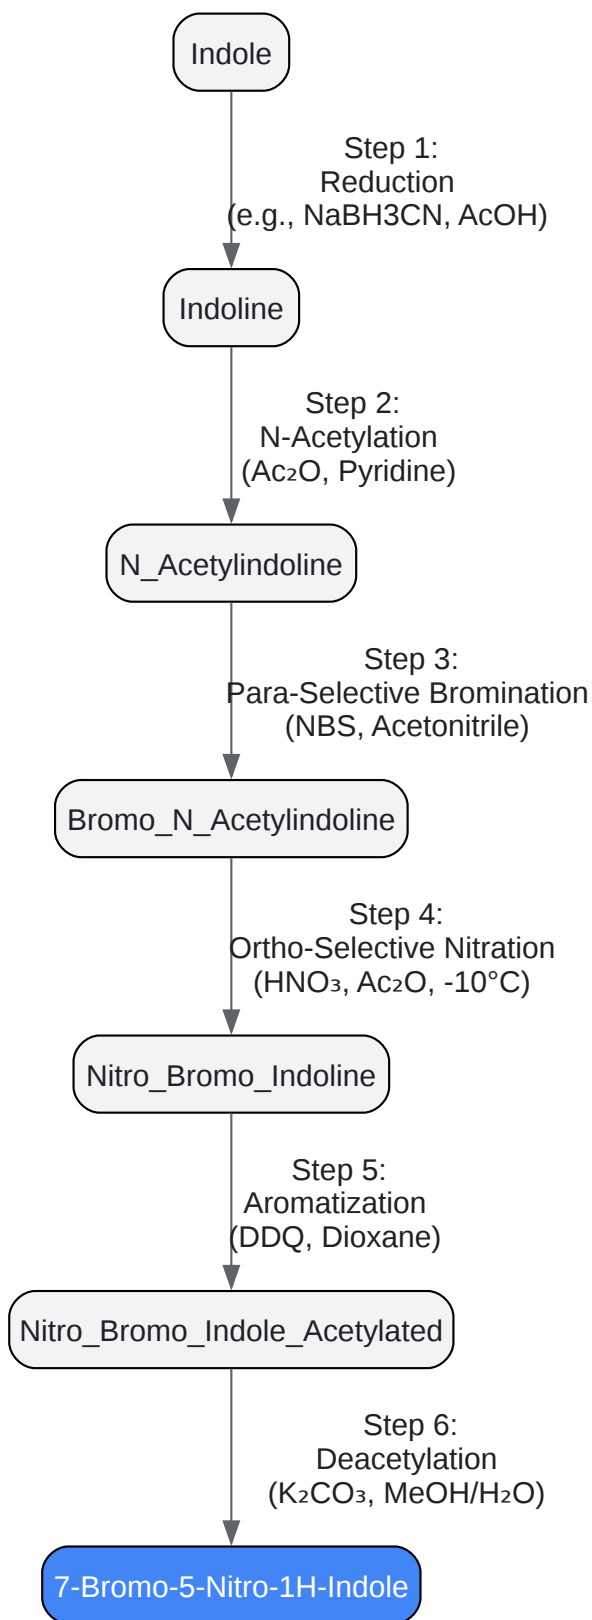 Indole
Step 1:
Reduction
(e.g., NaBH3CN, AcOH)
Indoline
Step 2:
N-Acetylation
(Ac₂O, Pyridine)
N_Acetylindoline
Step 3:
Para-Selective Bromination
(NBS, Acetonitrile)
Bromo_N_Acetylindoline
Step 4:
Ortho-Selective Nitration
(HNO₃, Ac₂O, -10°C)
Nitro_Bromo_Indoline
Step 5:
Aromatization
(DDQ, Dioxane)
Nitro_Bromo_Indole_Acetylated
Step 6:
Deacetylation
(K₂CO₃, MeOH/H₂O)
7-Bromo-5-Nitro-1H-Indole